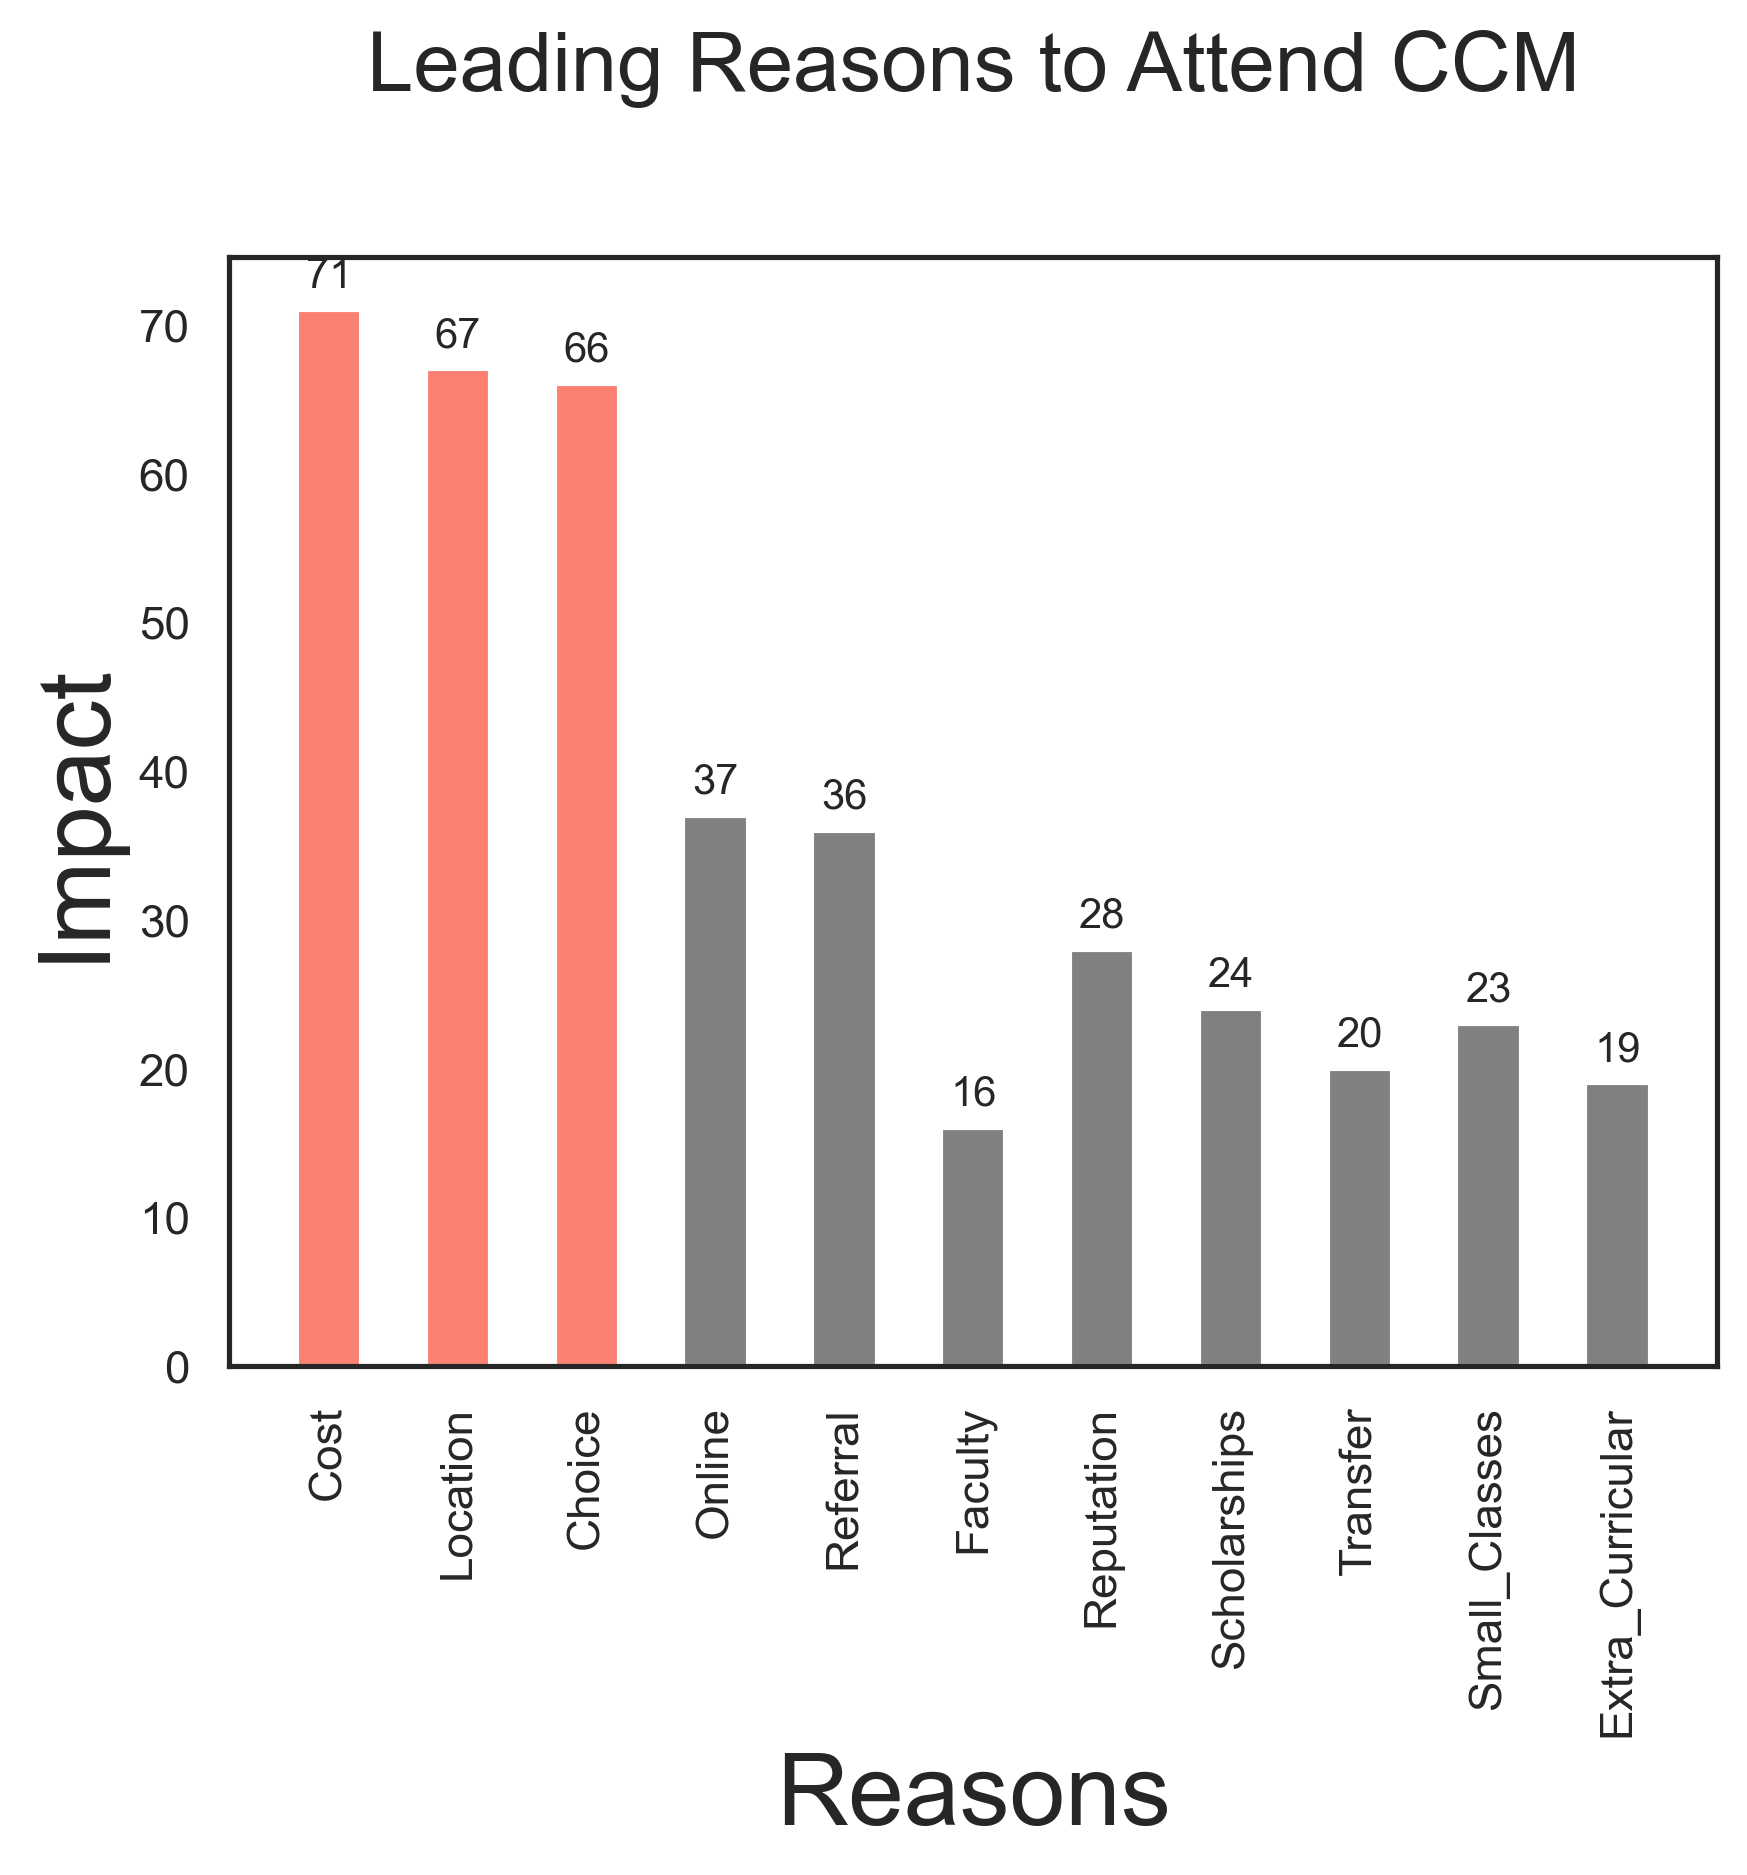 Leading Reasons to Attend CCM
71
67
66
37
36
16
28
24
20
23
19
70
60
50
40
30
20
10
0
Impact
Cost
Location
Choice
Online
Referral
Faculty
Reputation
Scholarships
Transfer
Small_Classes
Extra_Curricular
Reasons